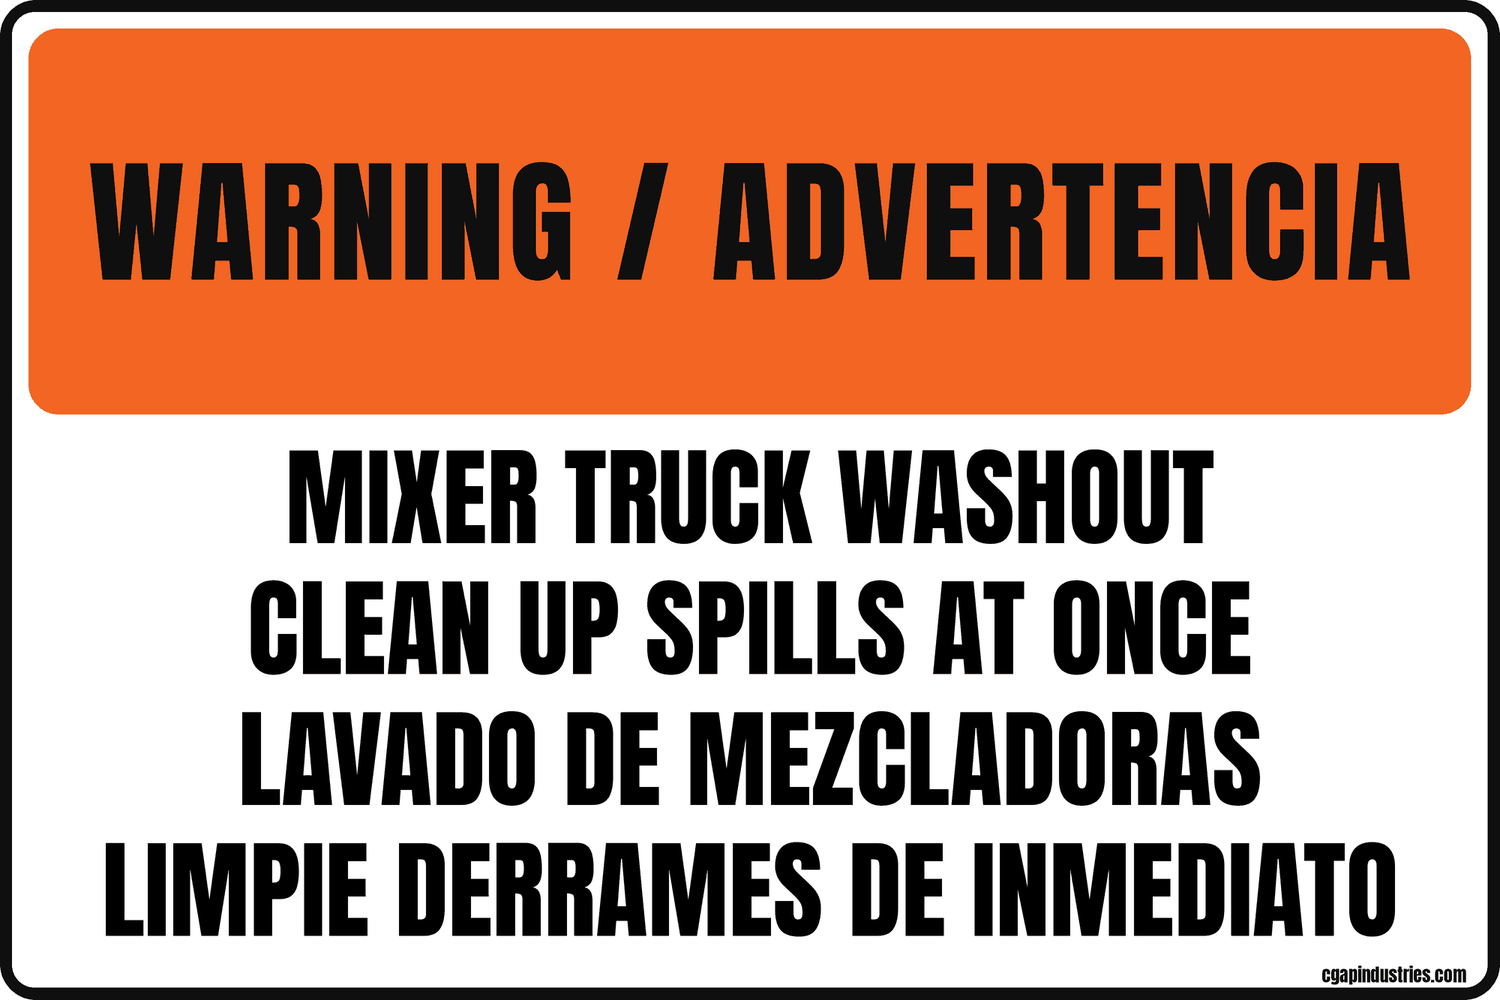 WARNING / ADVERTENCIA
MIXER TRUCK WASHOUT
CLEAN UP SPILLS AT ONCE
LAVADO DE MEZCLADORAS
LIMPIE DERRAMES DE INMEDIATO
cgapindustries.com